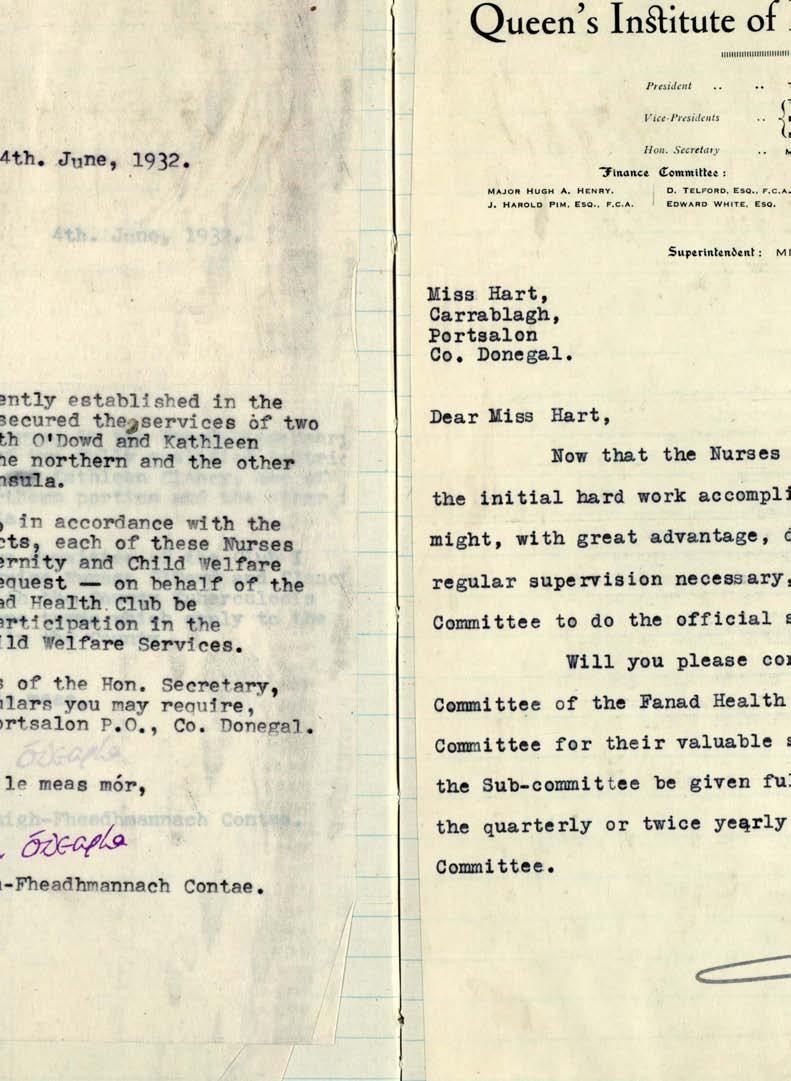 4th. June, 1932.
4th. June, 1932.
ently established in the
secured the services of two
th O'Dowd and Kathleen
he northern and the other
nsula.
, in accordance with the
cts, each of these Nurses
ernity and Child Welfare
equest — on behalf of the
ad Health Club be
articipation in the
ild Welfare Services.
s of the Hon. Secretary,
ulars you may require,
ortsalon P.O., Co. Donegal.
le meas mór,
-Fheadhmannach Contae.
Queen's Institute of
President .. ..
Vice-Presidents ..
Hon. Secretary ..
Finance Committee :
MAJOR HUGH A. HENRY.
J. HAROLD PIM, ESQ., F.C.A.
D. TELFORD, ESQ., F.C.A.
EDWARD WHITE, ESQ.
Superintendent : MI
Miss Hart,
Carrablagh,
Portsalon
Co. Donegal.
Dear Miss Hart,
Now that the Nurses
the initial hard work accompli
might, with great advantage, d
regular supervision necessary,
Committee to do the official s
Will you please con
Committee of the Fanad Health
Committee for their valuable s
the Sub-committee be given ful
the quarterly or twice yearly
Committee.